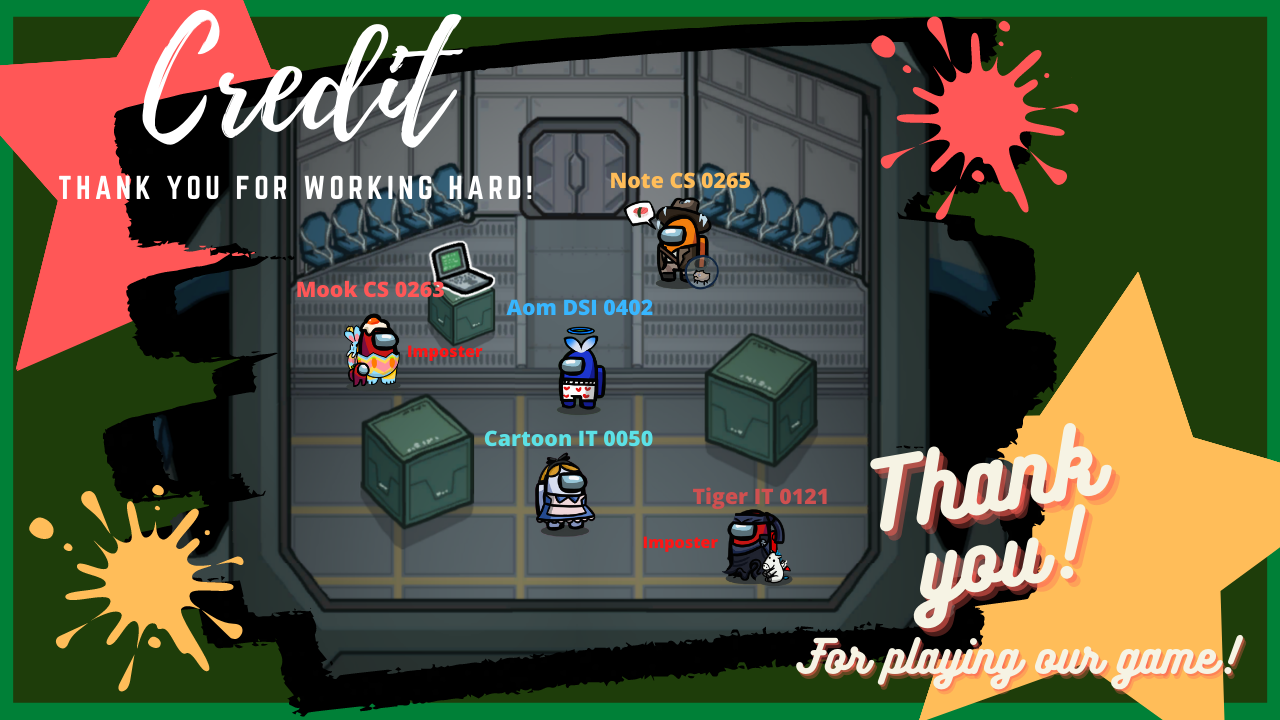 Credit
THANK YOU FOR WORKING HARD!
Note CS 0265
Mook CS 0263
Aom DSI 0402
Imposter
Cartoon IT 0050
Tiger IT 0121
Imposter
Thank
you!
For playing our game!